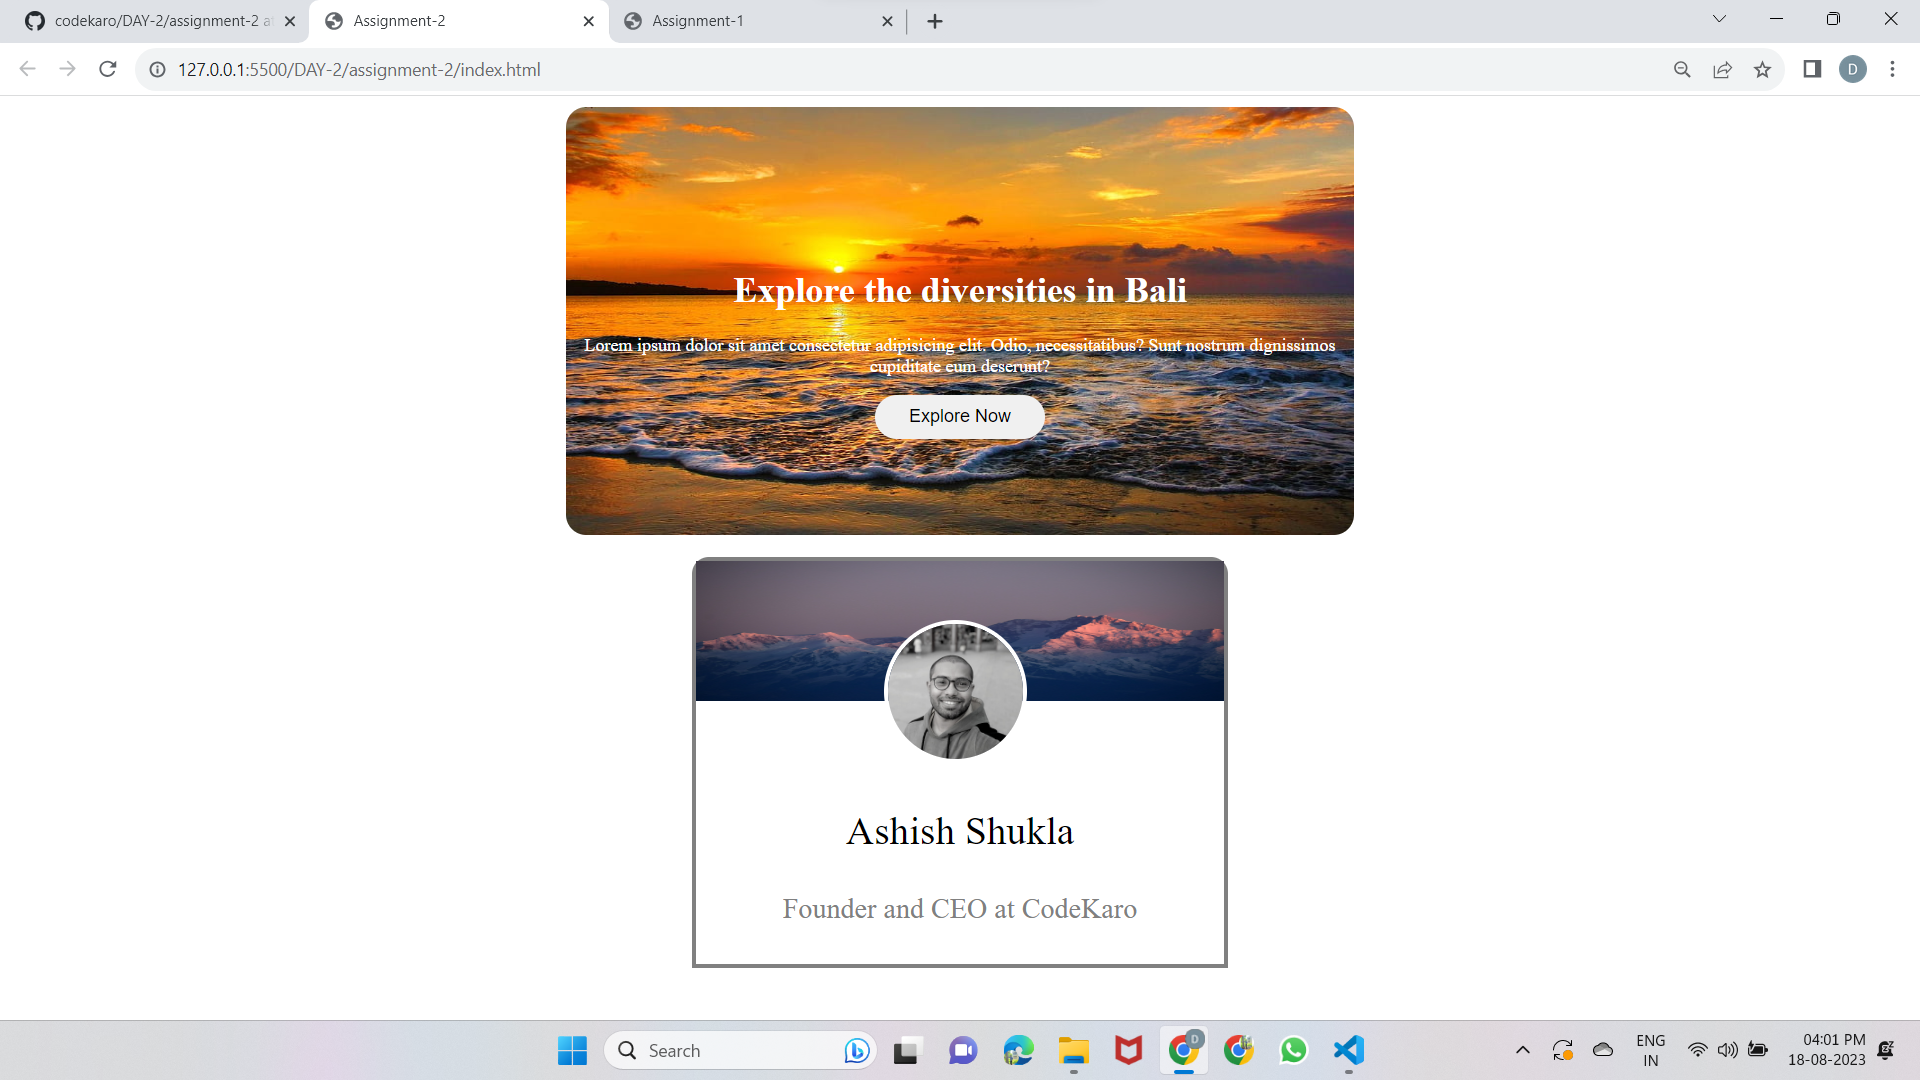 codekaro/DAY-2/assignment-2 a
Assignment-2
Assignment-1
127.0.0.1:5500/DAY-2/assignment-2/index.html
D
Explore the diversities in Bali
Lorem ipsum dolor sit amet consectetur adipisicing elit. Odio, necessitatibus? Sunt nostrum dignissimos
cupiditate eum deserunt?
Explore Now
Ashish Shukla
Founder and CEO at CodeKaro
Search
D
ENG
IN
04:01 PM
18-08-2023